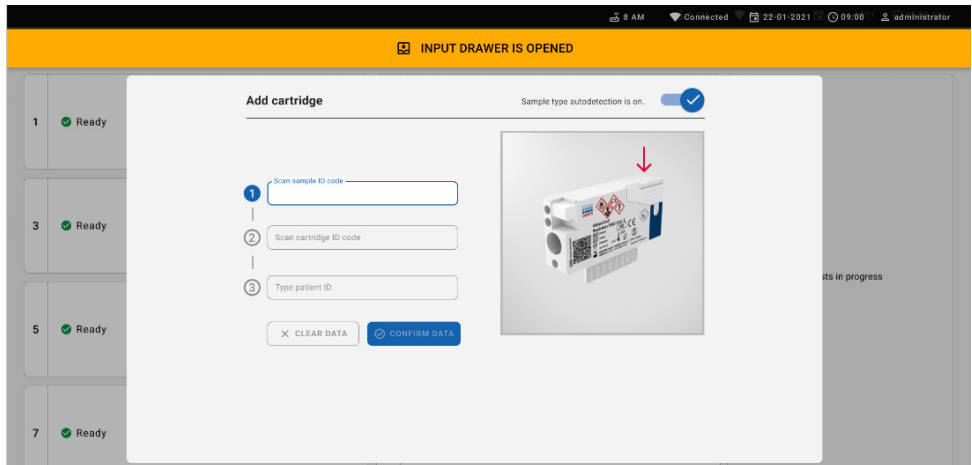 8 AM Connected 22-01-2021 09:00 administrator
INPUT DRAWER IS OPENED
Add cartridge
Sample type autodetection is on.
1 Ready
1 Scan sample ID code
3 Ready
2 Scan cartridge ID code
sts in progress
3 Type patient ID
5 Ready
CLEAR DATA CONFIRM DATA
7 Ready